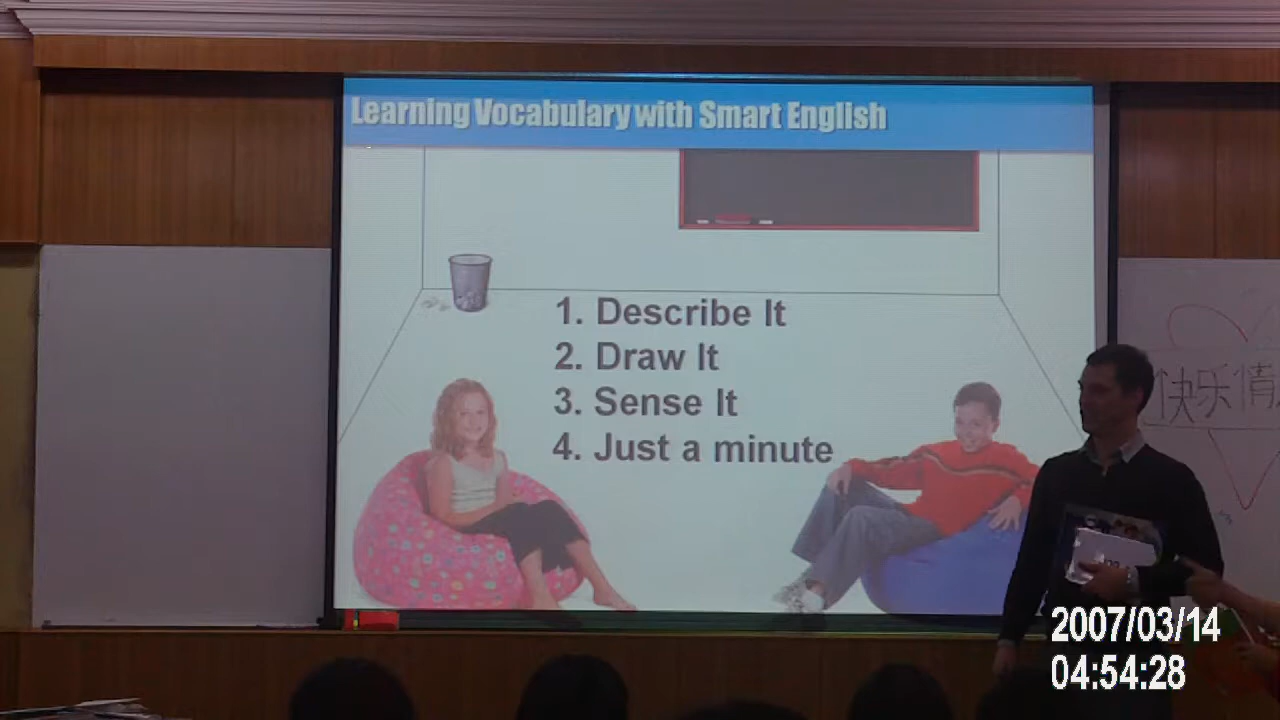 Learning Vocabulary with Smart English
1. Describe It
2. Draw It
3. Sense It
4. Just a minute
快乐情
2007/03/14
04:54:28